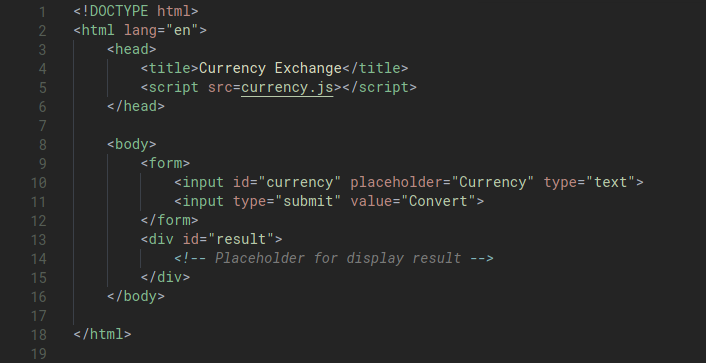 1 <!DOCTYPE html>
2 <html lang="en">
3     <head>
4         <title>Currency Exchange</title>
5         <script src=currency.js></script>
6     </head>
7
8     <body>
9         <form>
10             <input id="currency" placeholder="Currency" type="text">
11             <input type="submit" value="Convert">
12         </form>
13         <div id="result">
14             <!-- Placeholder for display result -->
15         </div>
16     </body>
17
18 </html>
19